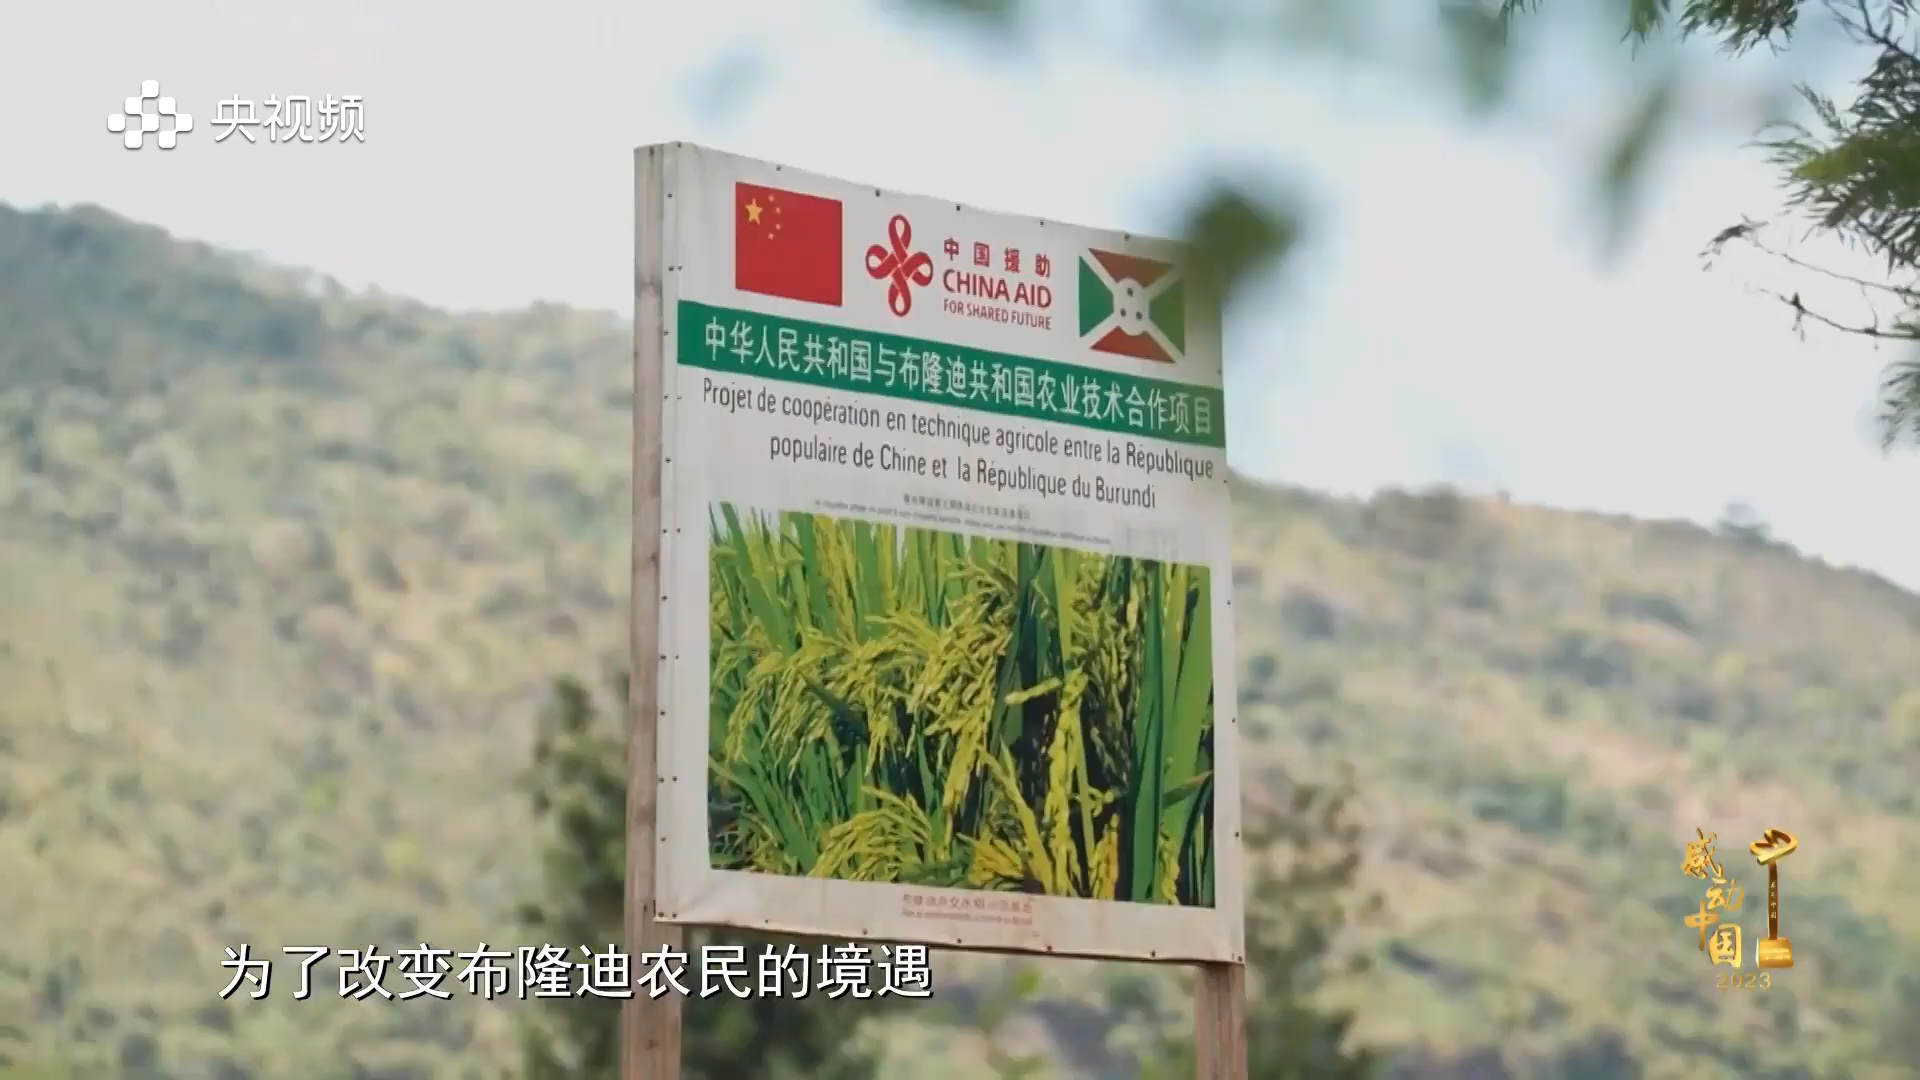 央视频
中国援助
CHINA AID
FOR SHARED FUTURE
中华人民共和国与布隆迪共和国农业技术合作项目
Projet de coopération en technique agricole entre la République
populaire de Chine et la République du Burundi
为了改变布隆迪农民的境遇
感动中国
2023